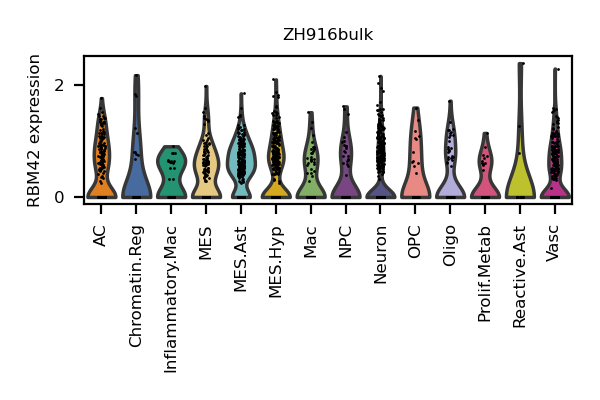 ZH916bulk
RBM42 expression
2
0
AC
Chromatin.Reg
Inflammatory.Mac
MES
MES.Ast
MES.Hyp
Mac
NPC
Neuron
OPC
Oligo
Prolif.Metab
Reactive.Ast
Vasc